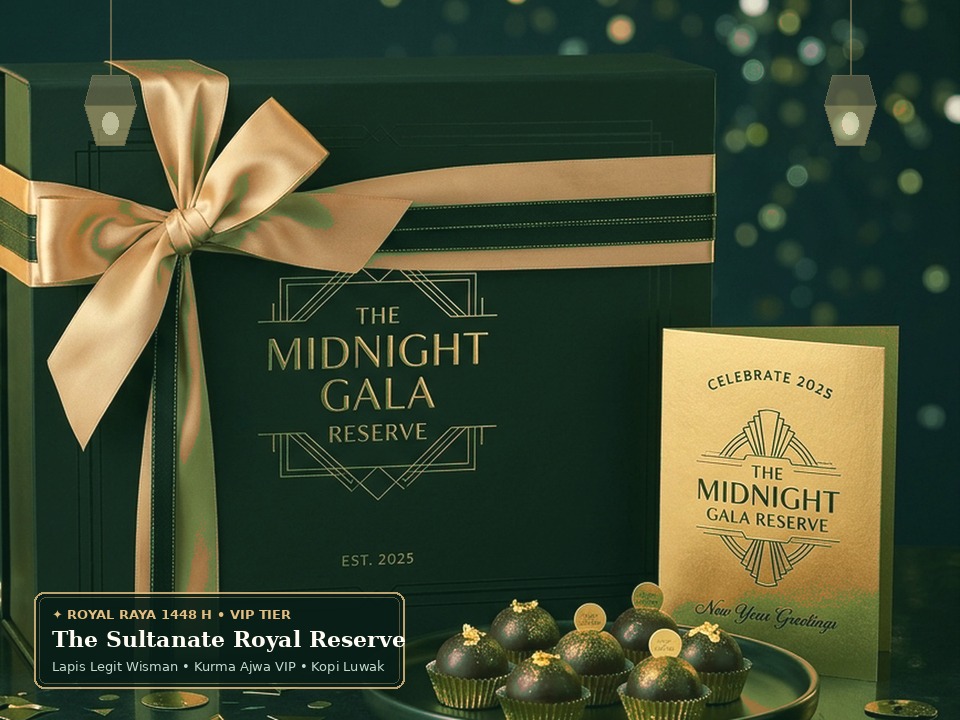 THE
MIDNIGHT
GALA
RESERVE
EST. 2025
CELEBRATE 2025
THE
MIDNIGHT
GALA RESERVE
New Year Greetings
✦ ROYAL RAYA 1448 H • VIP TIER
The Sultanate Royal Reserve
Lapis Legit Wisman • Kurma Ajwa VIP • Kopi Luwak